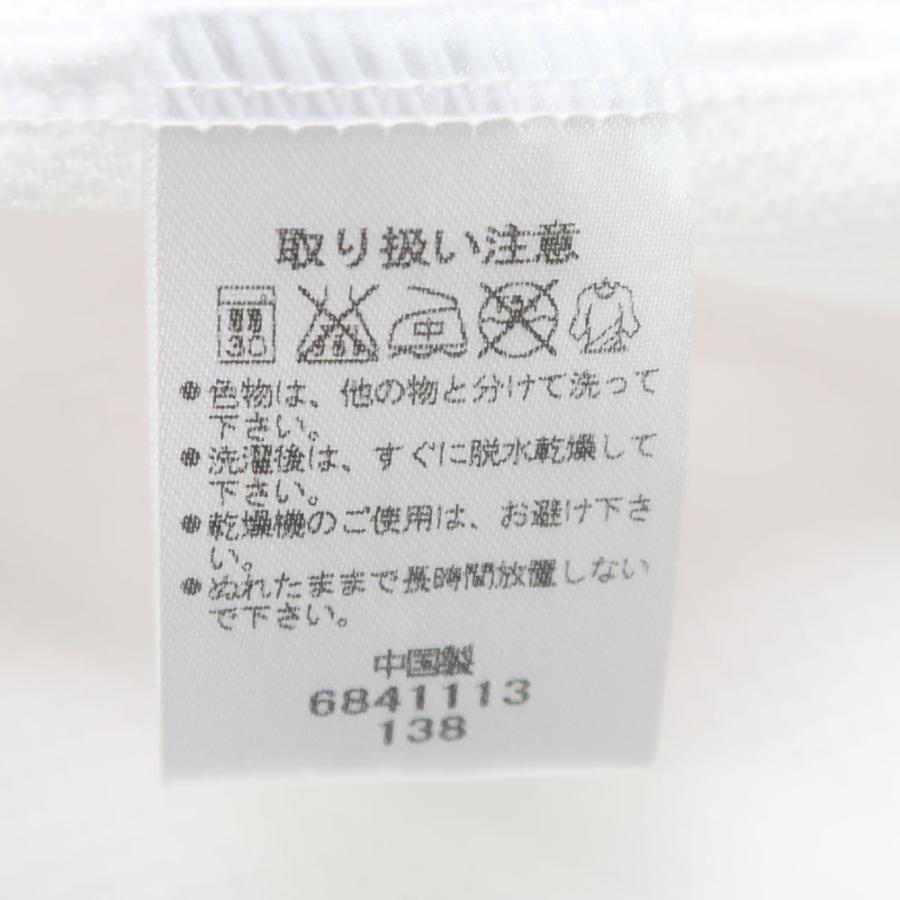 取り扱い注意
30 中
●色物は、他の物と分けて洗って
下さい。
●洗濯後は、すぐに脱水乾燥して
下さい。
●乾燥機のご使用は、お避け下さ
い。
●ぬれたままで長時間放置しない
で下さい。
中国製
6841113
138